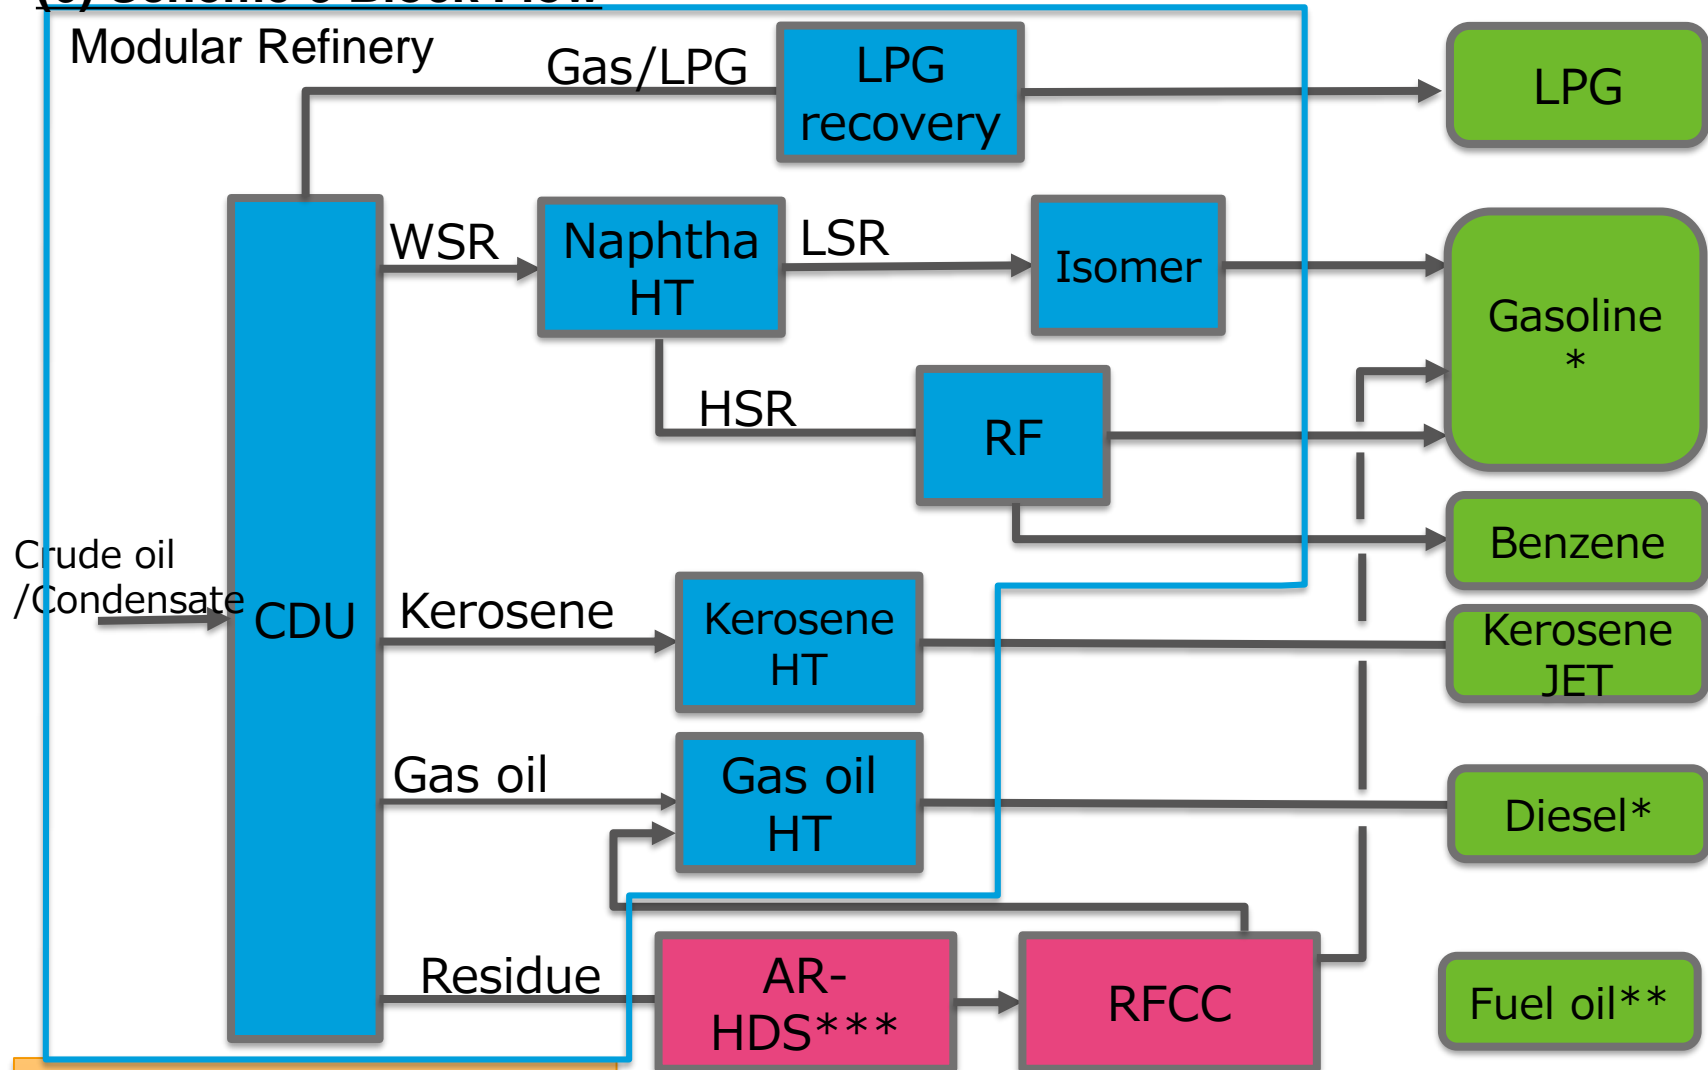 Modular Refinery
Gas/LPG
LPG
recovery
LPG
WSR
Naphtha
HT
LSR
Isomer
Gasoline
*
HSR
RF
Benzene
Crude oil
/Condensate
CDU
Kerosene
Kerosene
HT
Kerosene
JET
Gas oil
Gas oil
HT
Diesel*
Residue
AR-
HDS***
RFCC
Fuel oil**